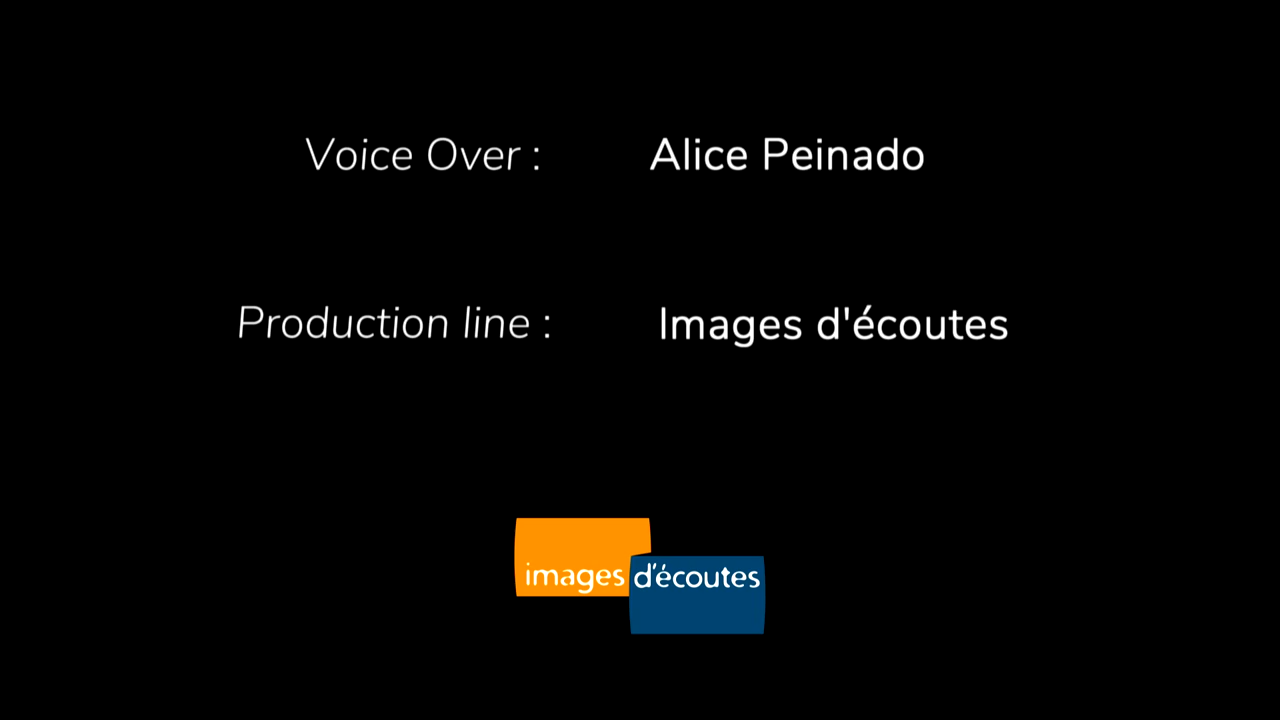 Voice Over : Alice Peinado
Production line : Images d'écoutes
images d'écoutes